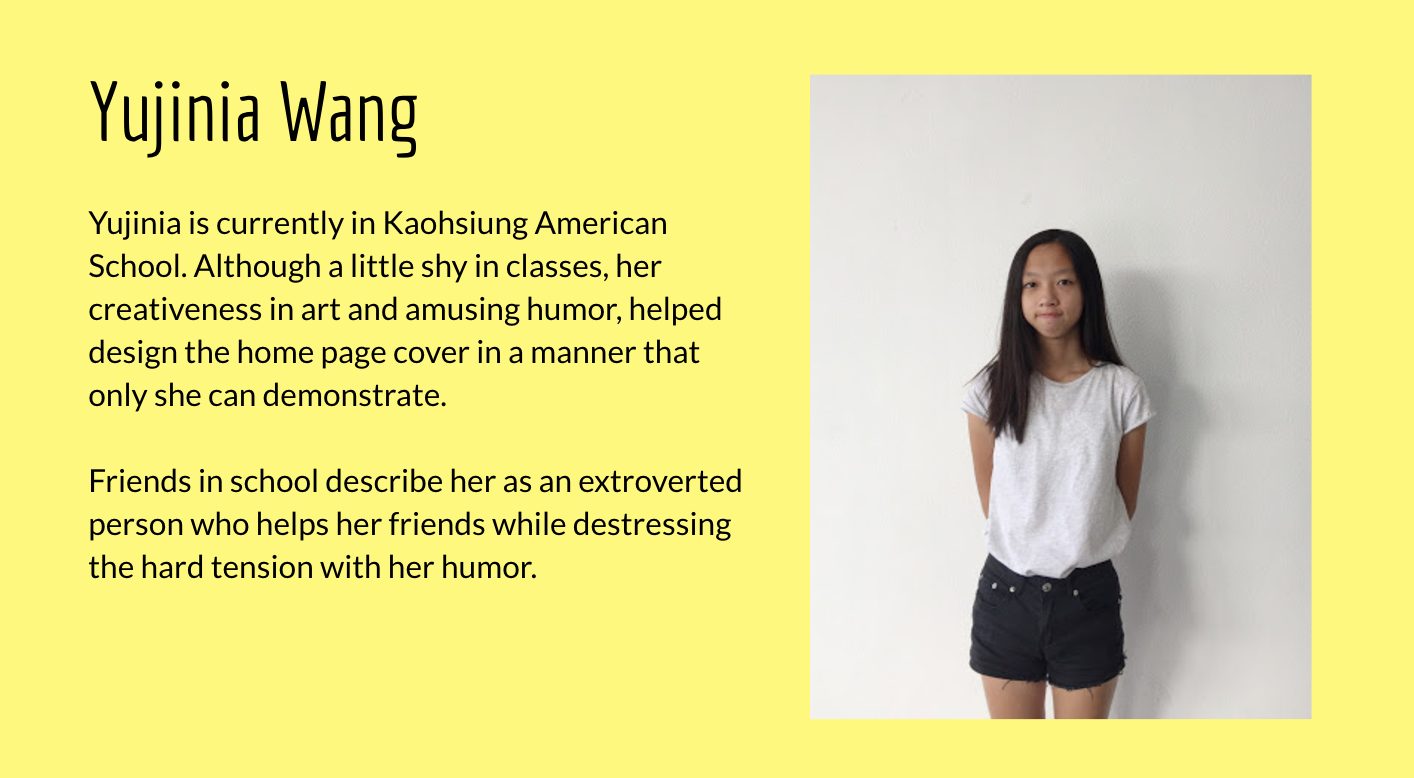 Yujinia Wang
Yujinia is currently in Kaohsiung American
School. Although a little shy in classes, her
creativeness in art and amusing humor, helped
design the home page cover in a manner that
only she can demonstrate.
Friends in school describe her as an extroverted
person who helps her friends while destressing
the hard tension with her humor.